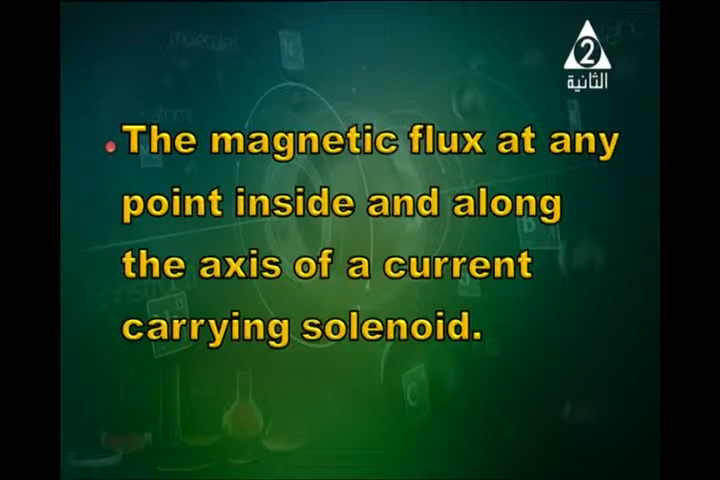 2
الثانية
The magnetic flux at any
point inside and along
the axis of a current
carrying solenoid.